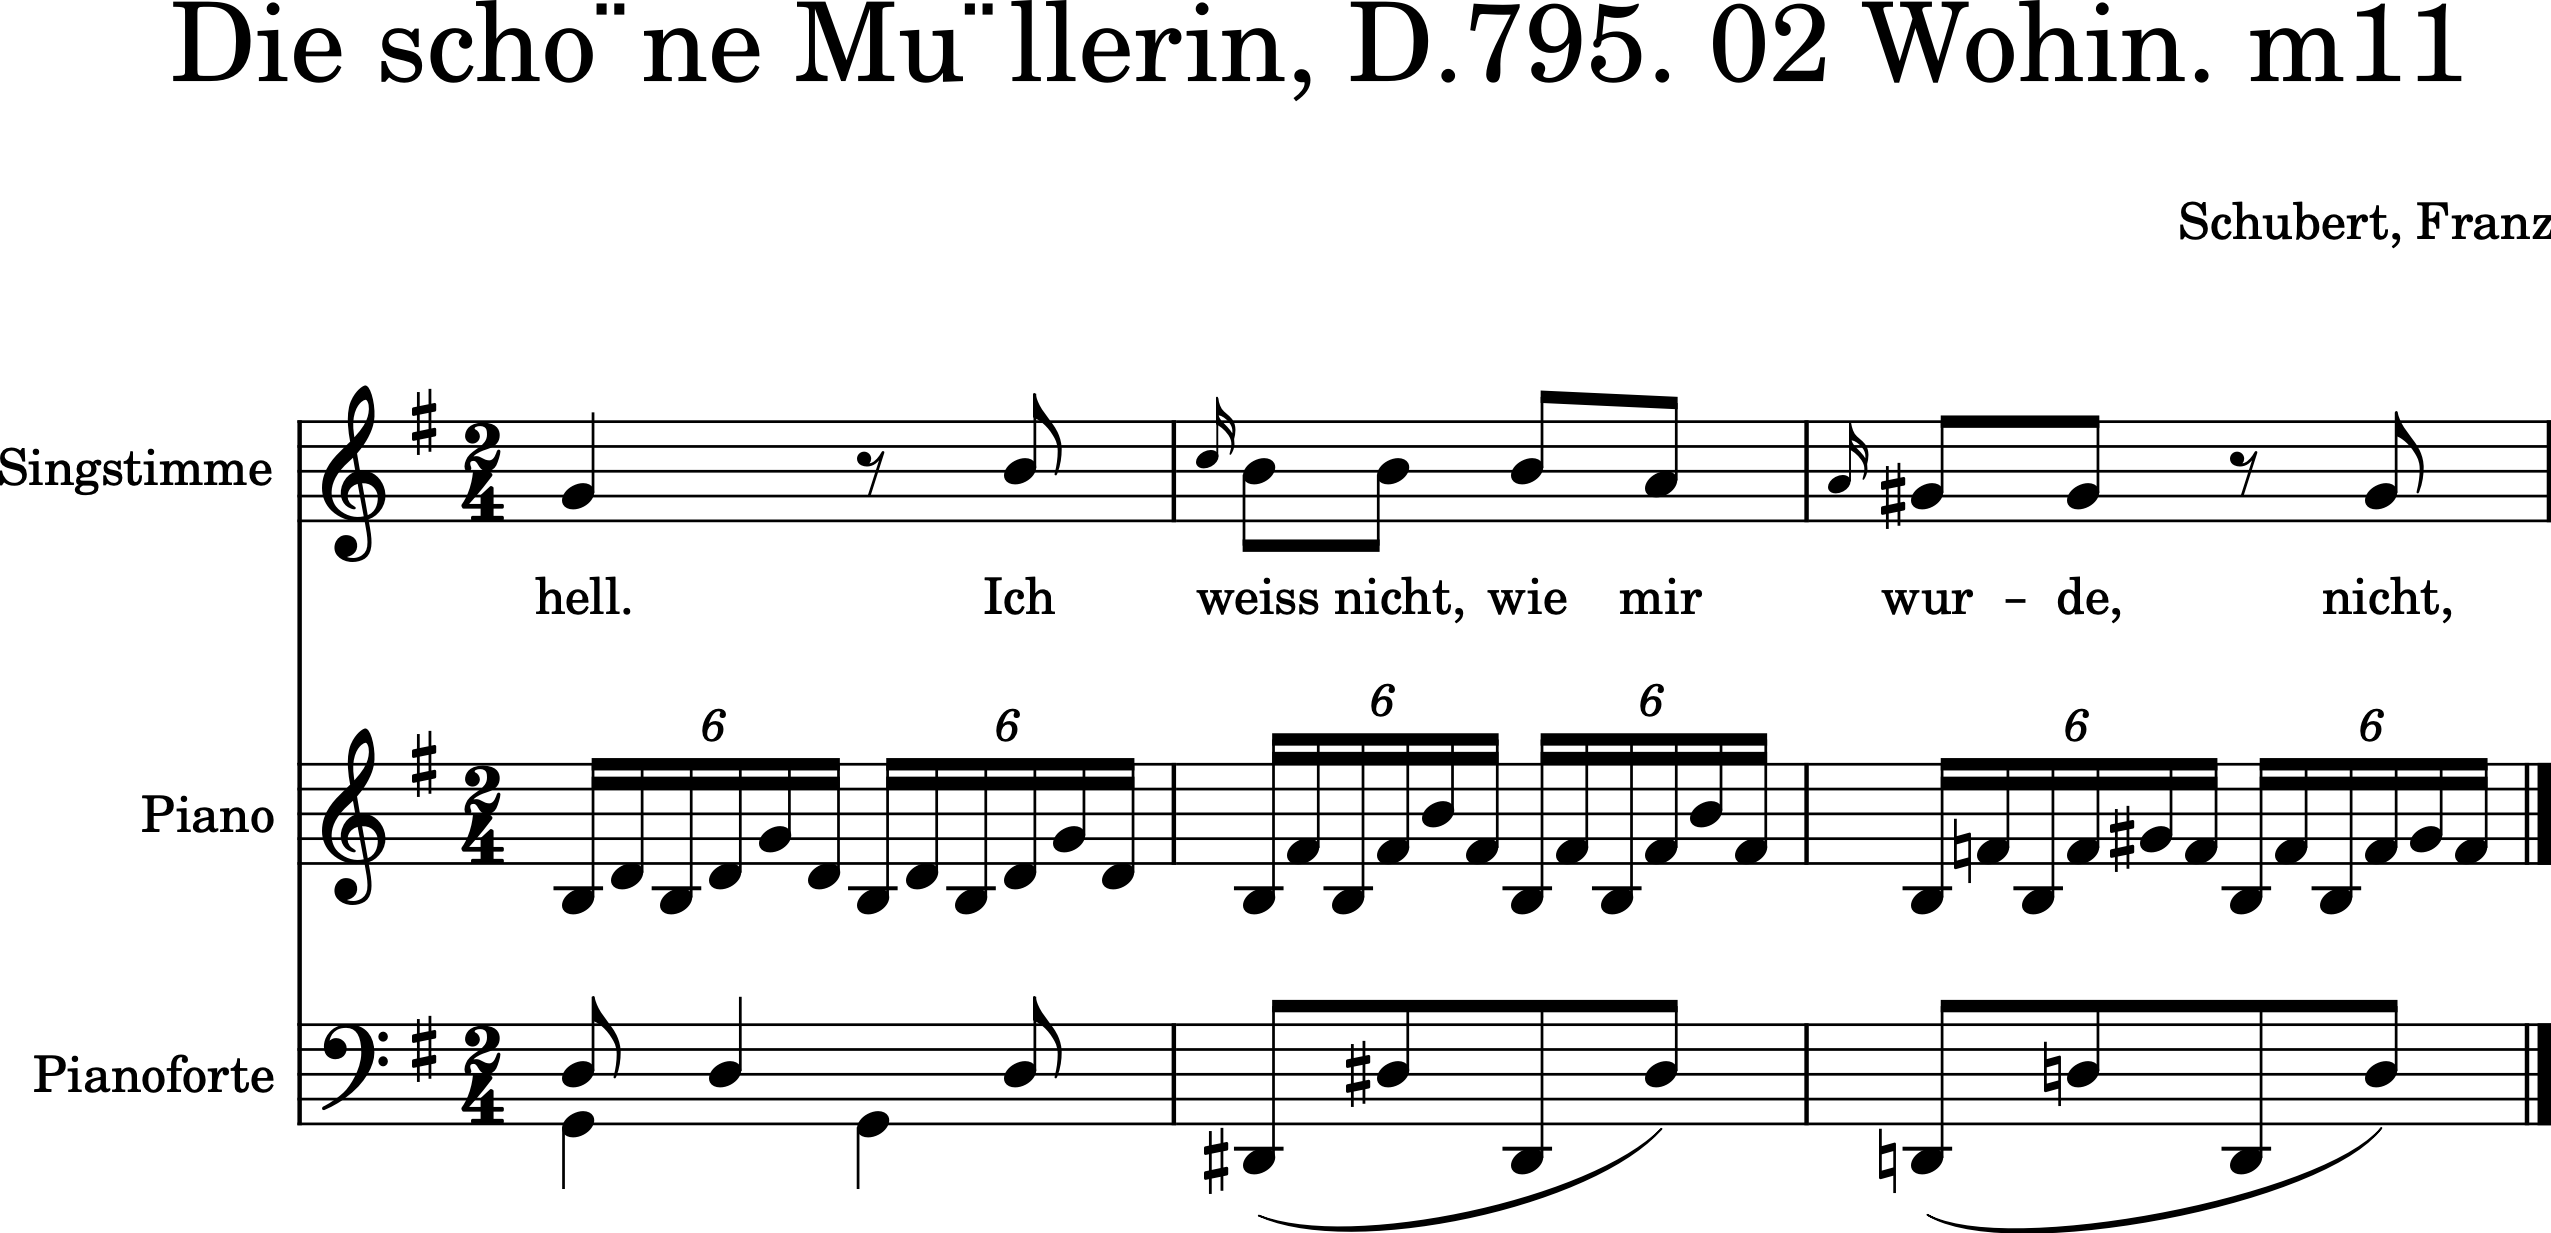 Die scho¨ne Mu¨llerin, D.795. 02 Wohin. m11
Schubert, Franz
Singstimme
hell. Ich weiss nicht, wie mir wur - de, nicht,
6 6 6 6 6 6
Piano
Pianoforte